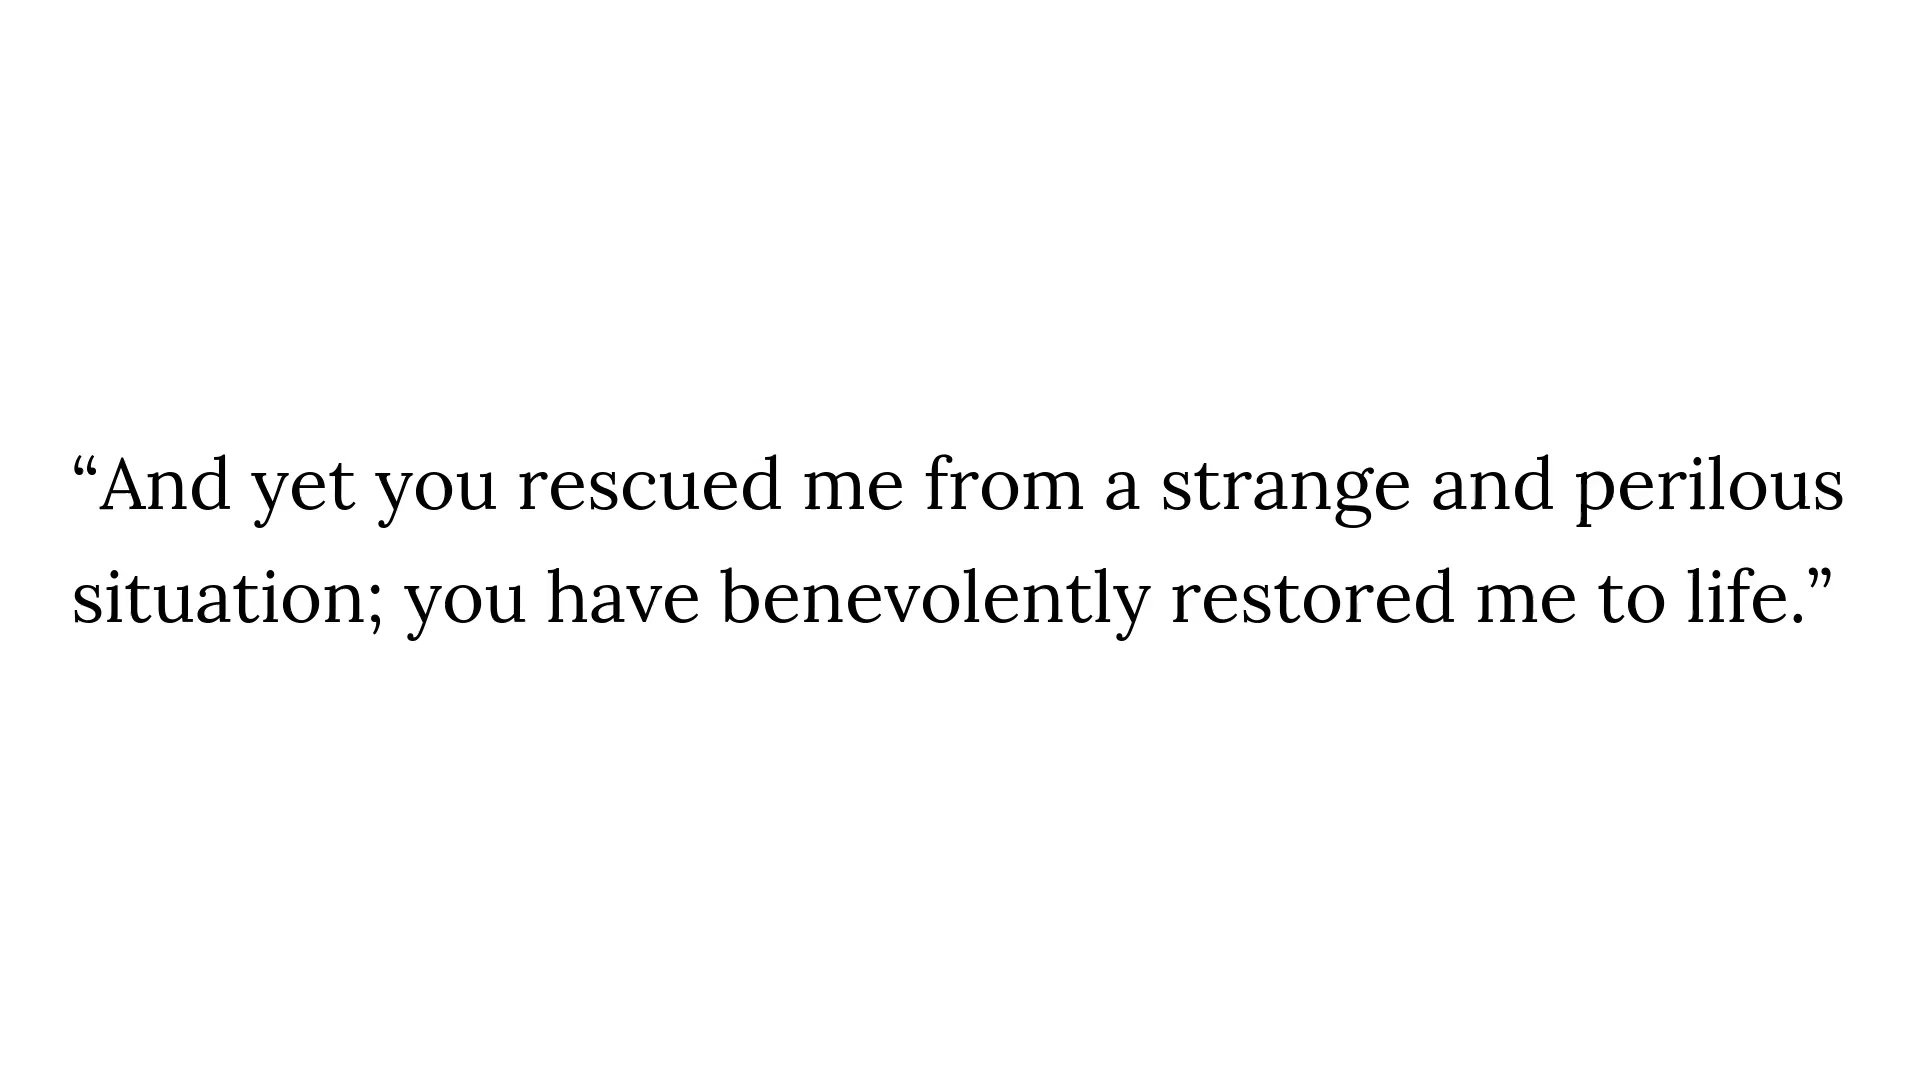 “And yet you rescued me from a strange and perilous
situation; you have benevolently restored me to life.”